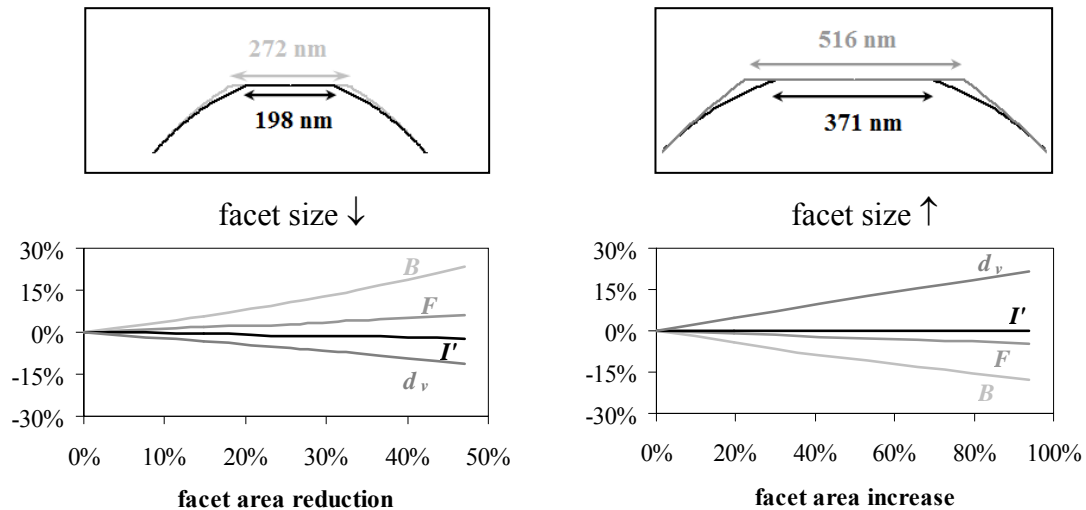 272 nm
198 nm
facet size ↓
30%
15%
0%
-15%
-30%
B
F
I'
d v
0% 10% 20% 30% 40% 50%
facet area reduction
516 nm
371 nm
facet size ↑
30%
15%
0%
-15%
-30%
d v
I'
F
B
0% 20% 40% 60% 80% 100%
facet area increase